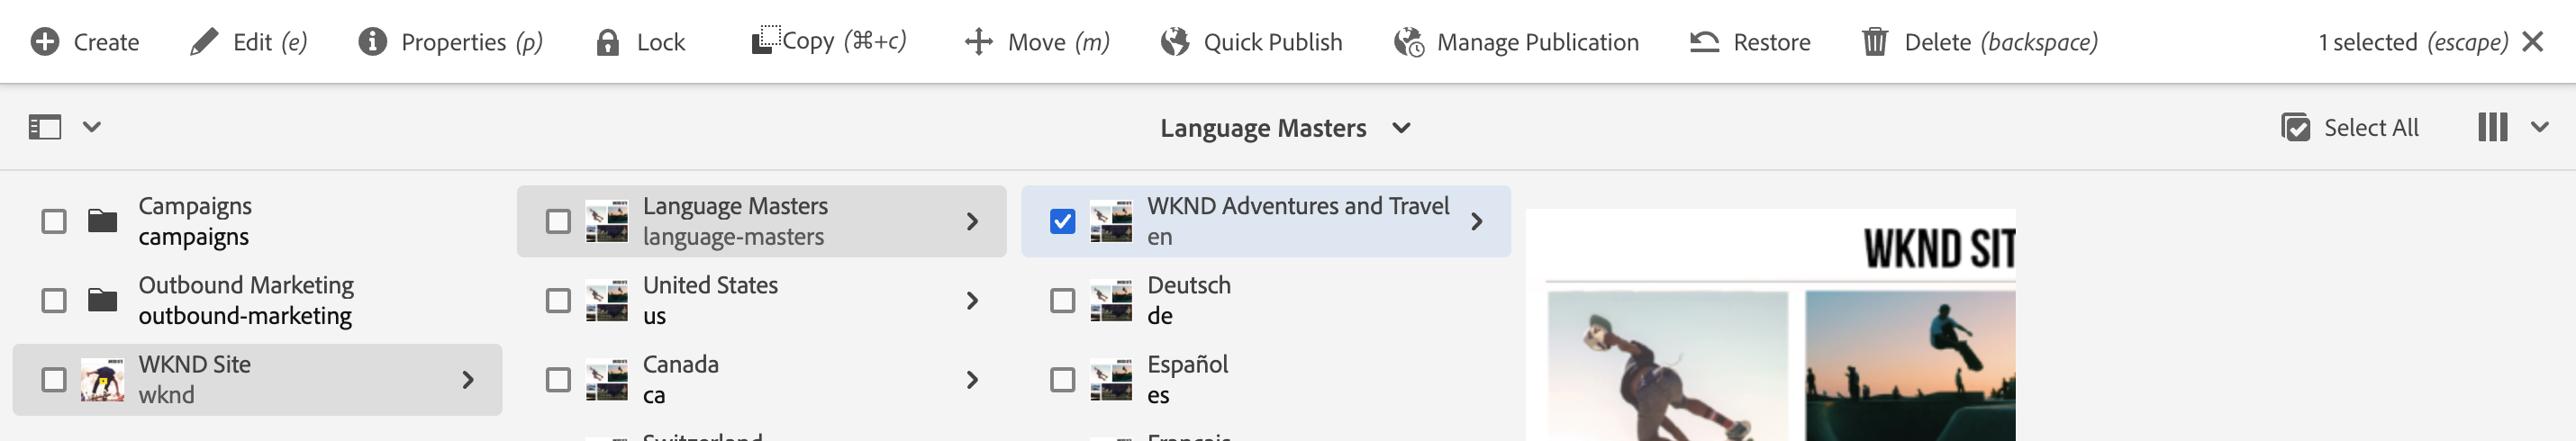 Create Edit (e) Properties (p) Lock Copy (⌘+c) Move (m) Quick Publish Manage Publication Restore Delete (backspace) 1 selected (escape)
Language Masters Select All
Campaigns
campaigns
Outbound Marketing
outbound-marketing
WKND Site
wknd
Language Masters
language-masters
United States
us
Canada
ca
Switzerland
WKND Adventures and Travel
en
Deutsch
de
Español
es
Français
WKND SIT